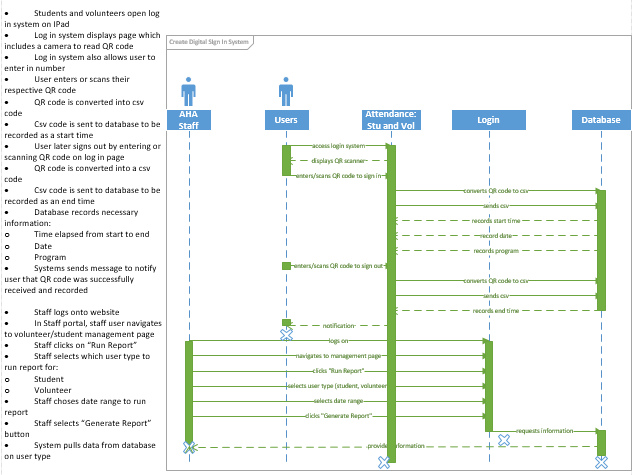 • Students and volunteers open log
in system on IPad
• Log in system displays page which
includes a camera to read QR code
• Log in system also allows user to
enter in number
• User enters or scans their
respective QR code
• QR code is converted into csv
code
• Csv code is sent to database to be
recorded as a start time
• User later signs out by entering or
scanning QR code on log in page
• QR code is converted into a csv
code
• Csv code is sent to database to be
recorded as an end time
• Database records necessary
information:
o Time elapsed from start to end
o Date
o Program
• Systems sends message to notify
user that QR code was successfully
received and recorded
• Staff logs onto website
• In Staff portal, staff user navigates
to volunteer/student management page
• Staff clicks on “Run Report”
• Staff selects which user type to
run report for:
o Student
o Volunteer
• Staff choses date range to run
report
• Staff selects “Generate Report”
button
• System pulls data from database
on user type
Create Digital Sign In System
AHA
Staff
Users
Attendance:
Stu and Vol
Login
Database
access login system
displays QR scanner
enters/scans QR code to sign in
converts QR code to csv
sends csv
records start time
record date
records program
enters/scans QR code to sign out
converts QR code to csv
sends csv
records end time
notification
logs on
navigates to management page
clicks "Run Report"
selects user type (student, volunteer
selects date range
clicks "Generate Report"
requests information
provide information